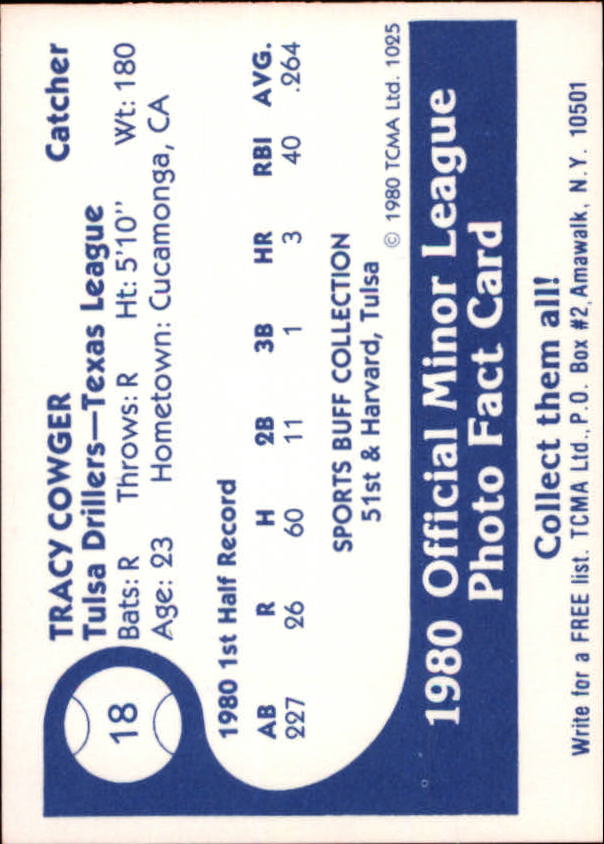 18
TRACY COWGER Catcher
Tulsa Drillers—Texas League
Bats: R Throws: R Ht: 5'10" Wt: 180
Age: 23 Hometown: Cucamonga, CA
1980 1st Half Record
AB R H 2B 3B HR RBI AVG.
227 26 60 11 1 3 40 .264
SPORTS BUFF COLLECTION
51st & Harvard, Tulsa
© 1980 TCMA Ltd. 1025
1980 Official Minor League
Photo Fact Card
Collect them all!
Write for a FREE list. TCMA Ltd., P.O. Box #2, Amawalk, N.Y. 10501